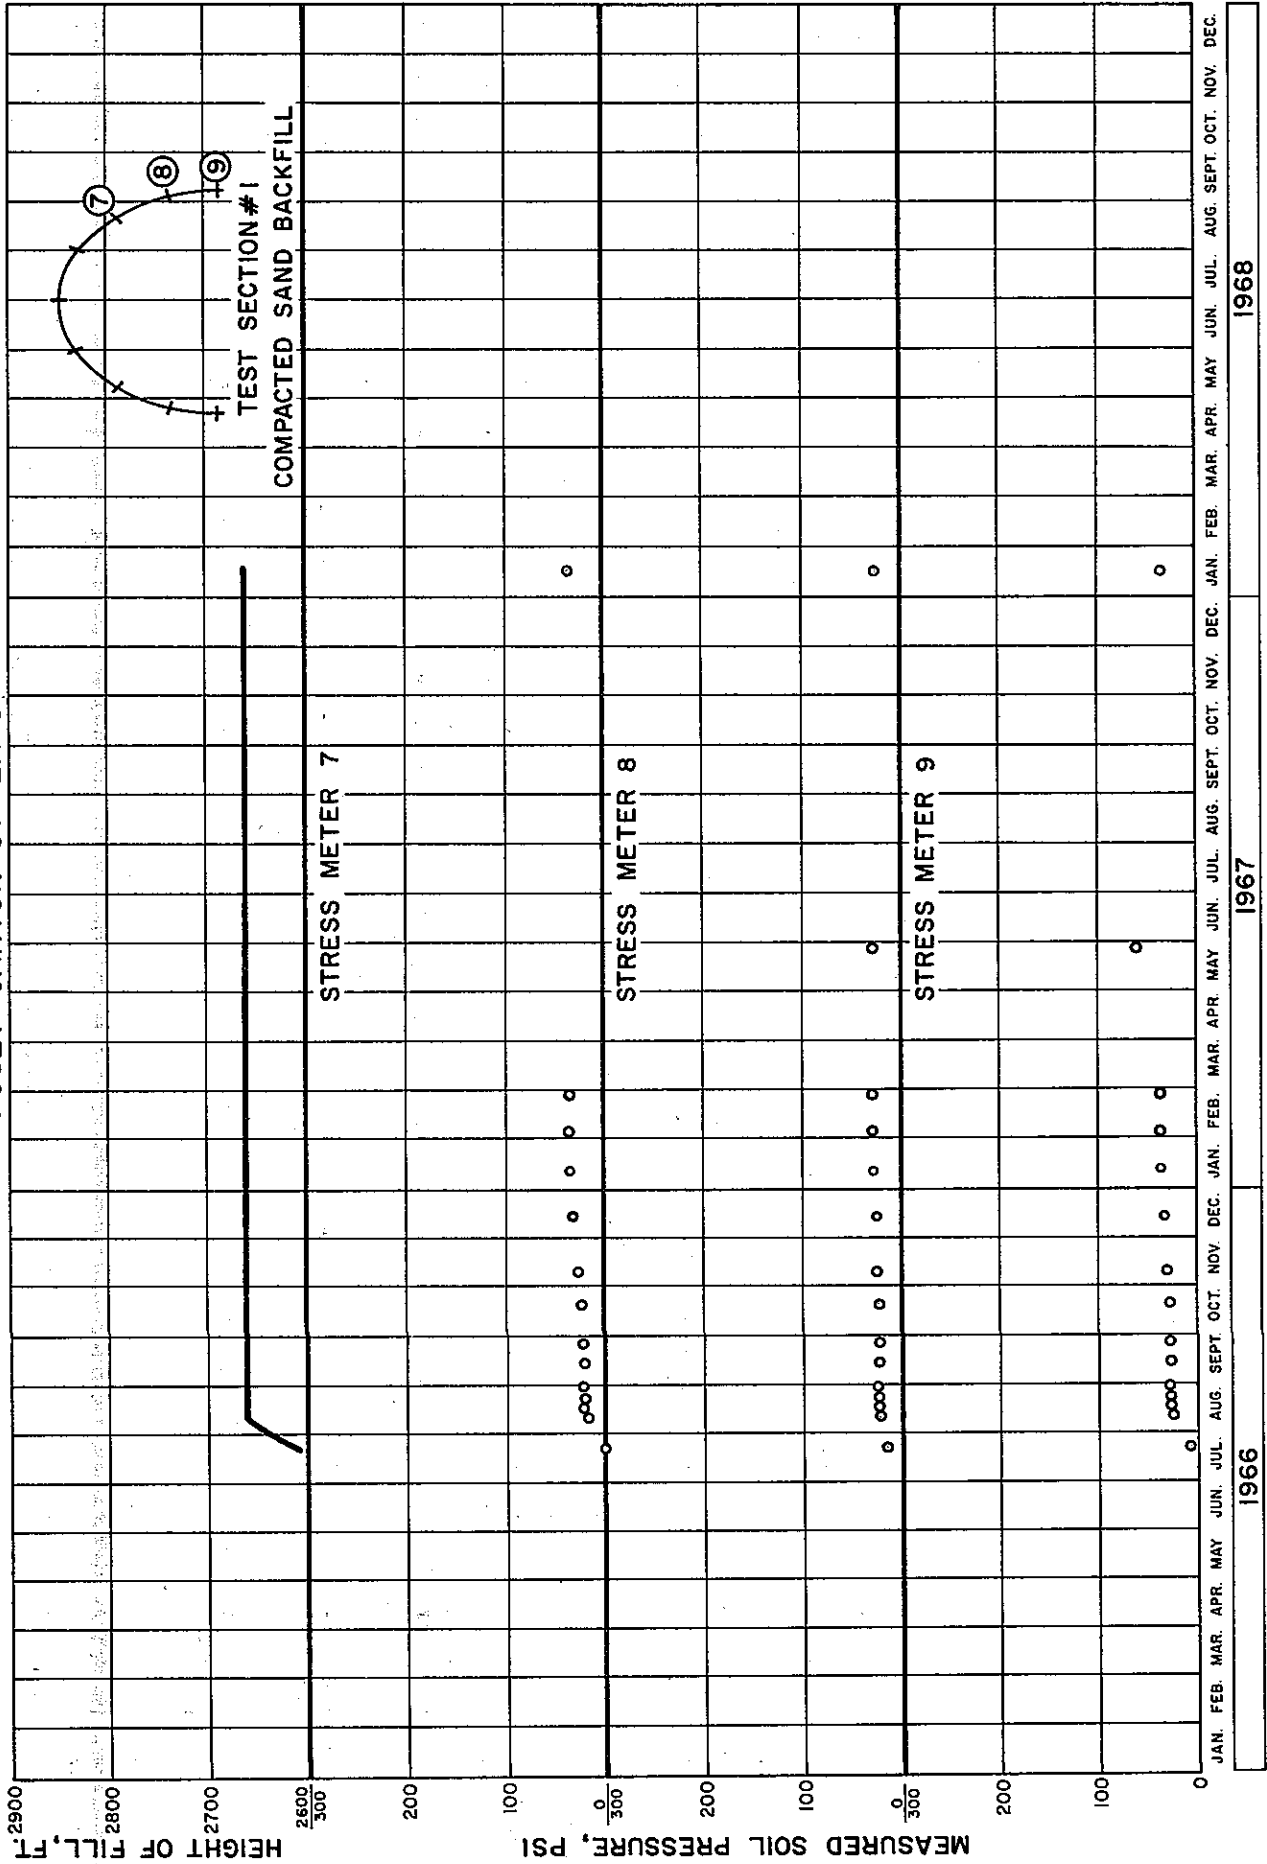 HEIGHT OF FILL, FT.
2900
2800
2700
2600
MEASURED SOIL PRESSURE, PSI
300
200
100
0
300
200
100
0
300
200
100
0
7
8
9
TEST SECTION #1
COMPACTED SAND BACKFILL
STRESS METER 7
STRESS METER 8
STRESS METER 9
JAN. FEB. MAR. APR. MAY JUN. JUL. AUG. SEPT. OCT. NOV. DEC. JAN. FEB. MAR. APR. MAY JUN. JUL. AUG. SEPT. OCT. NOV. DEC. JAN. FEB. MAR. APR. MAY JUN. JUL. AUG. SEPT. OCT. NOV. DEC.
1966 1967 1968